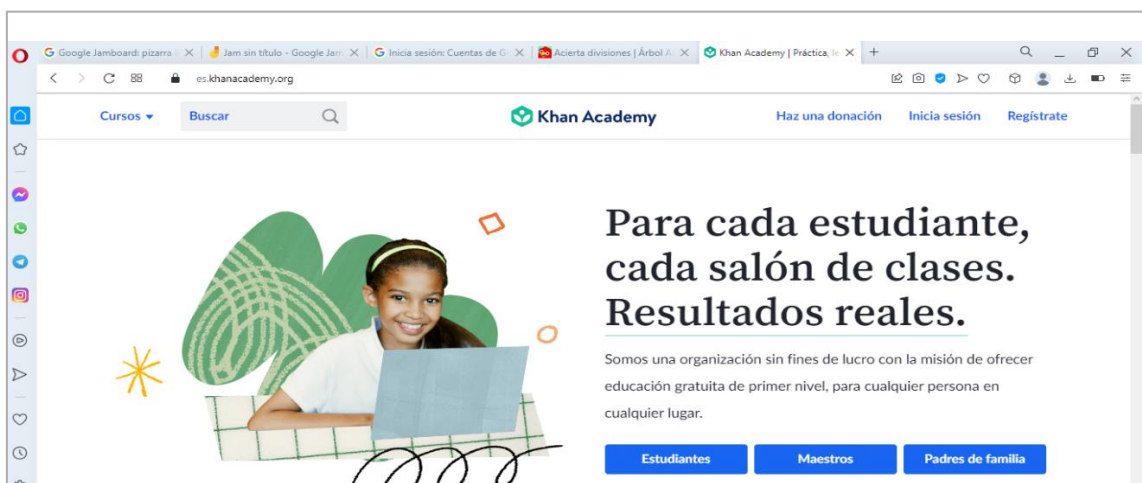 Google Jamboard: pizarra
Jam sin título - Google Jam
Inicia sesión: Cuentas de G
Acierta divisiones | Árbol A
Khan Academy | Práctica, le
es.khanacademy.org
Cursos
Buscar
Khan Academy
Haz una donación
Inicia sesión
Regístrate
Para cada estudiante,
cada salón de clases.
Resultados reales.
Somos una organización sin fines de lucro con la misión de ofrecer
educación gratuita de primer nivel, para cualquier persona en
cualquier lugar.
Estudiantes
Maestros
Padres de familia